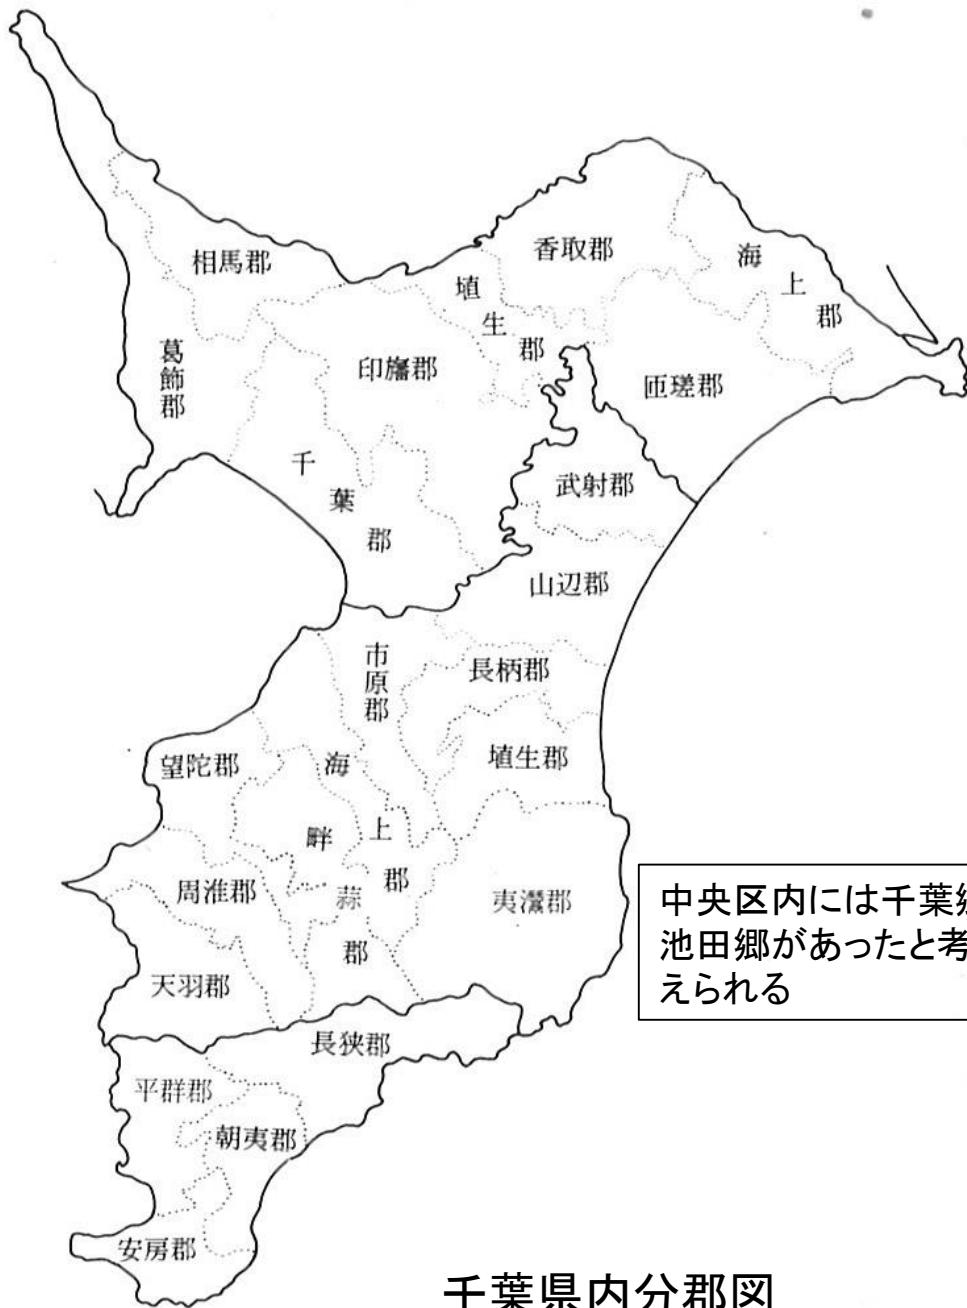 相馬郡
香取郡
海上郡
埴生郡
葛飾郡
印旛郡
匝瑳郡
千葉郡
武射郡
山辺郡
市原郡
長柄郡
望陀郡
海上郡
埴生郡
畔蒜郡
周淮郡
夷灊郡
天羽郡
中央区内には千葉
池田郷があったと考
えられる
長狭郡
平群郡
朝夷郡
安房郡
千葉県内分郡図